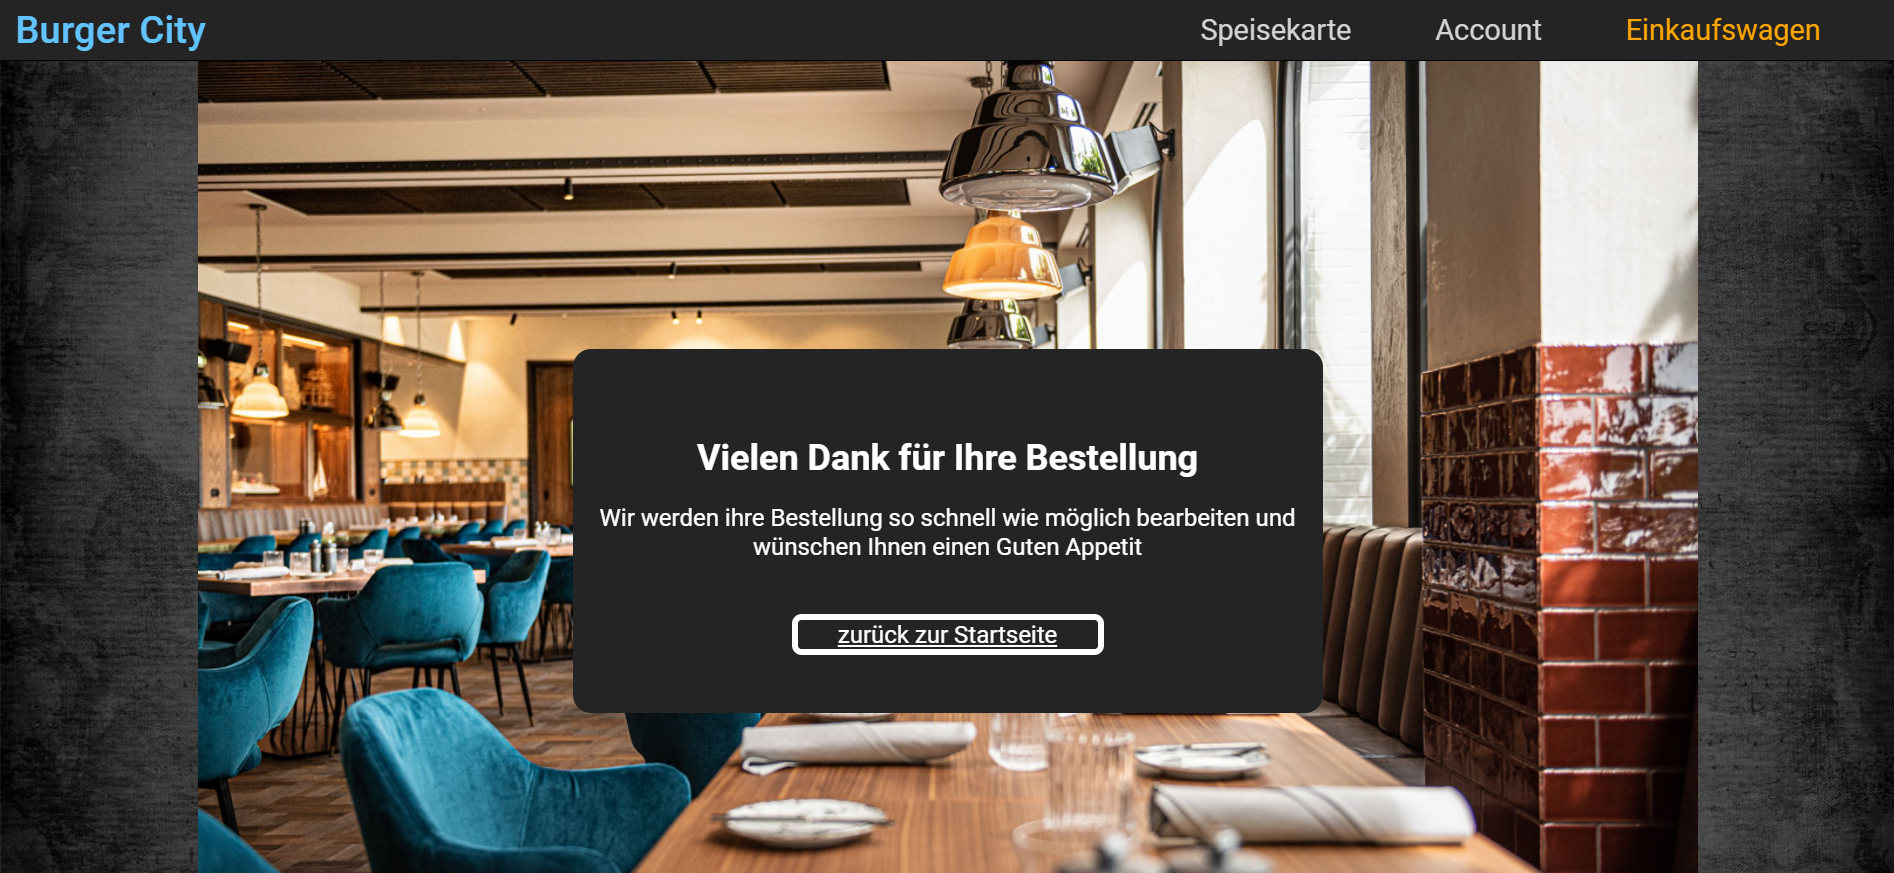 Burger City
Speisekarte Account Einkaufswagen
Vielen Dank für Ihre Bestellung
Wir werden ihre Bestellung so schnell wie möglich bearbeiten und
wünschen Ihnen einen Guten Appetit
zurück zur Startseite